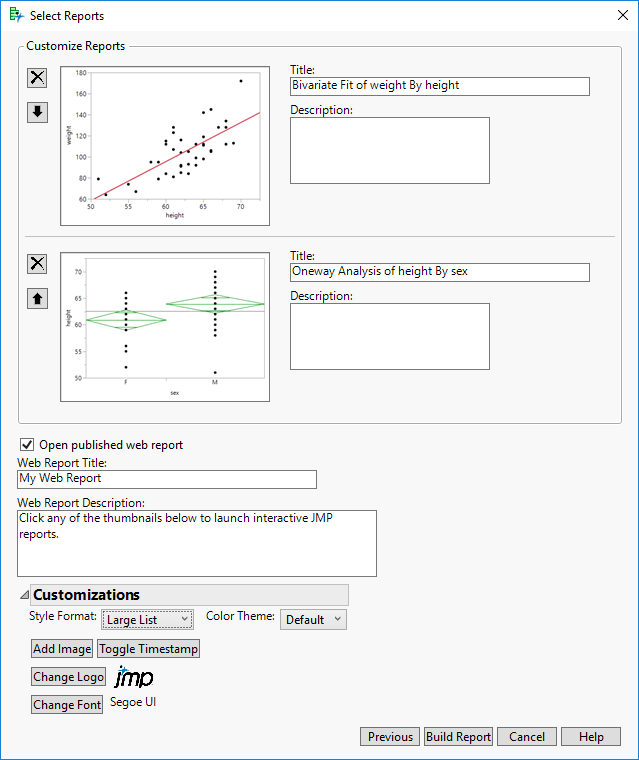 Select Reports
Customize Reports
Title:
Bivariate Fit of weight By height
Description:
180
160
140
120
100
80
60
weight
50
55
60
65
70
height
Title:
Oneway Analysis of height By sex
Description:
70
65
60
55
50
height
F
M
sex
Open published web report
Web Report Title:
My Web Report
Web Report Description:
Click any of the thumbnails below to launch interactive JMP
reports.
Customizations
Style Format: Large List Color Theme: Default
Add Image Toggle Timestamp
Change Logo jmp
Change Font Segoe UI
Previous Build Report Cancel Help